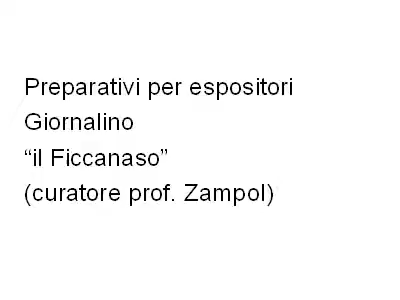 Preparativi per espositori
Giornalino
“il Ficcanaso”
(curatore prof. Zampol)